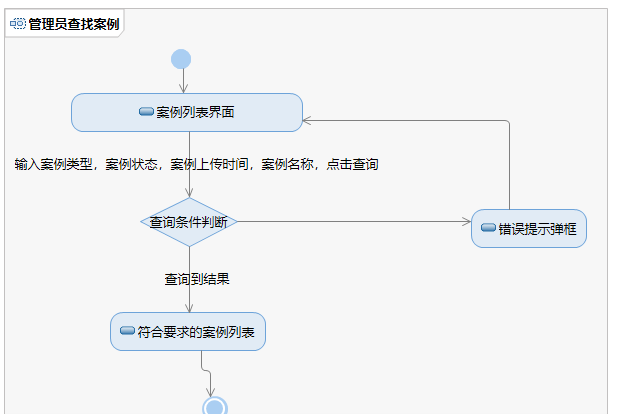 管理员查找案例
案例列表界面
输入案例类型，案例状态，案例上传时间，案例名称，点击查询
查询条件判断
错误提示弹框
查询到结果
符合要求的案例列表